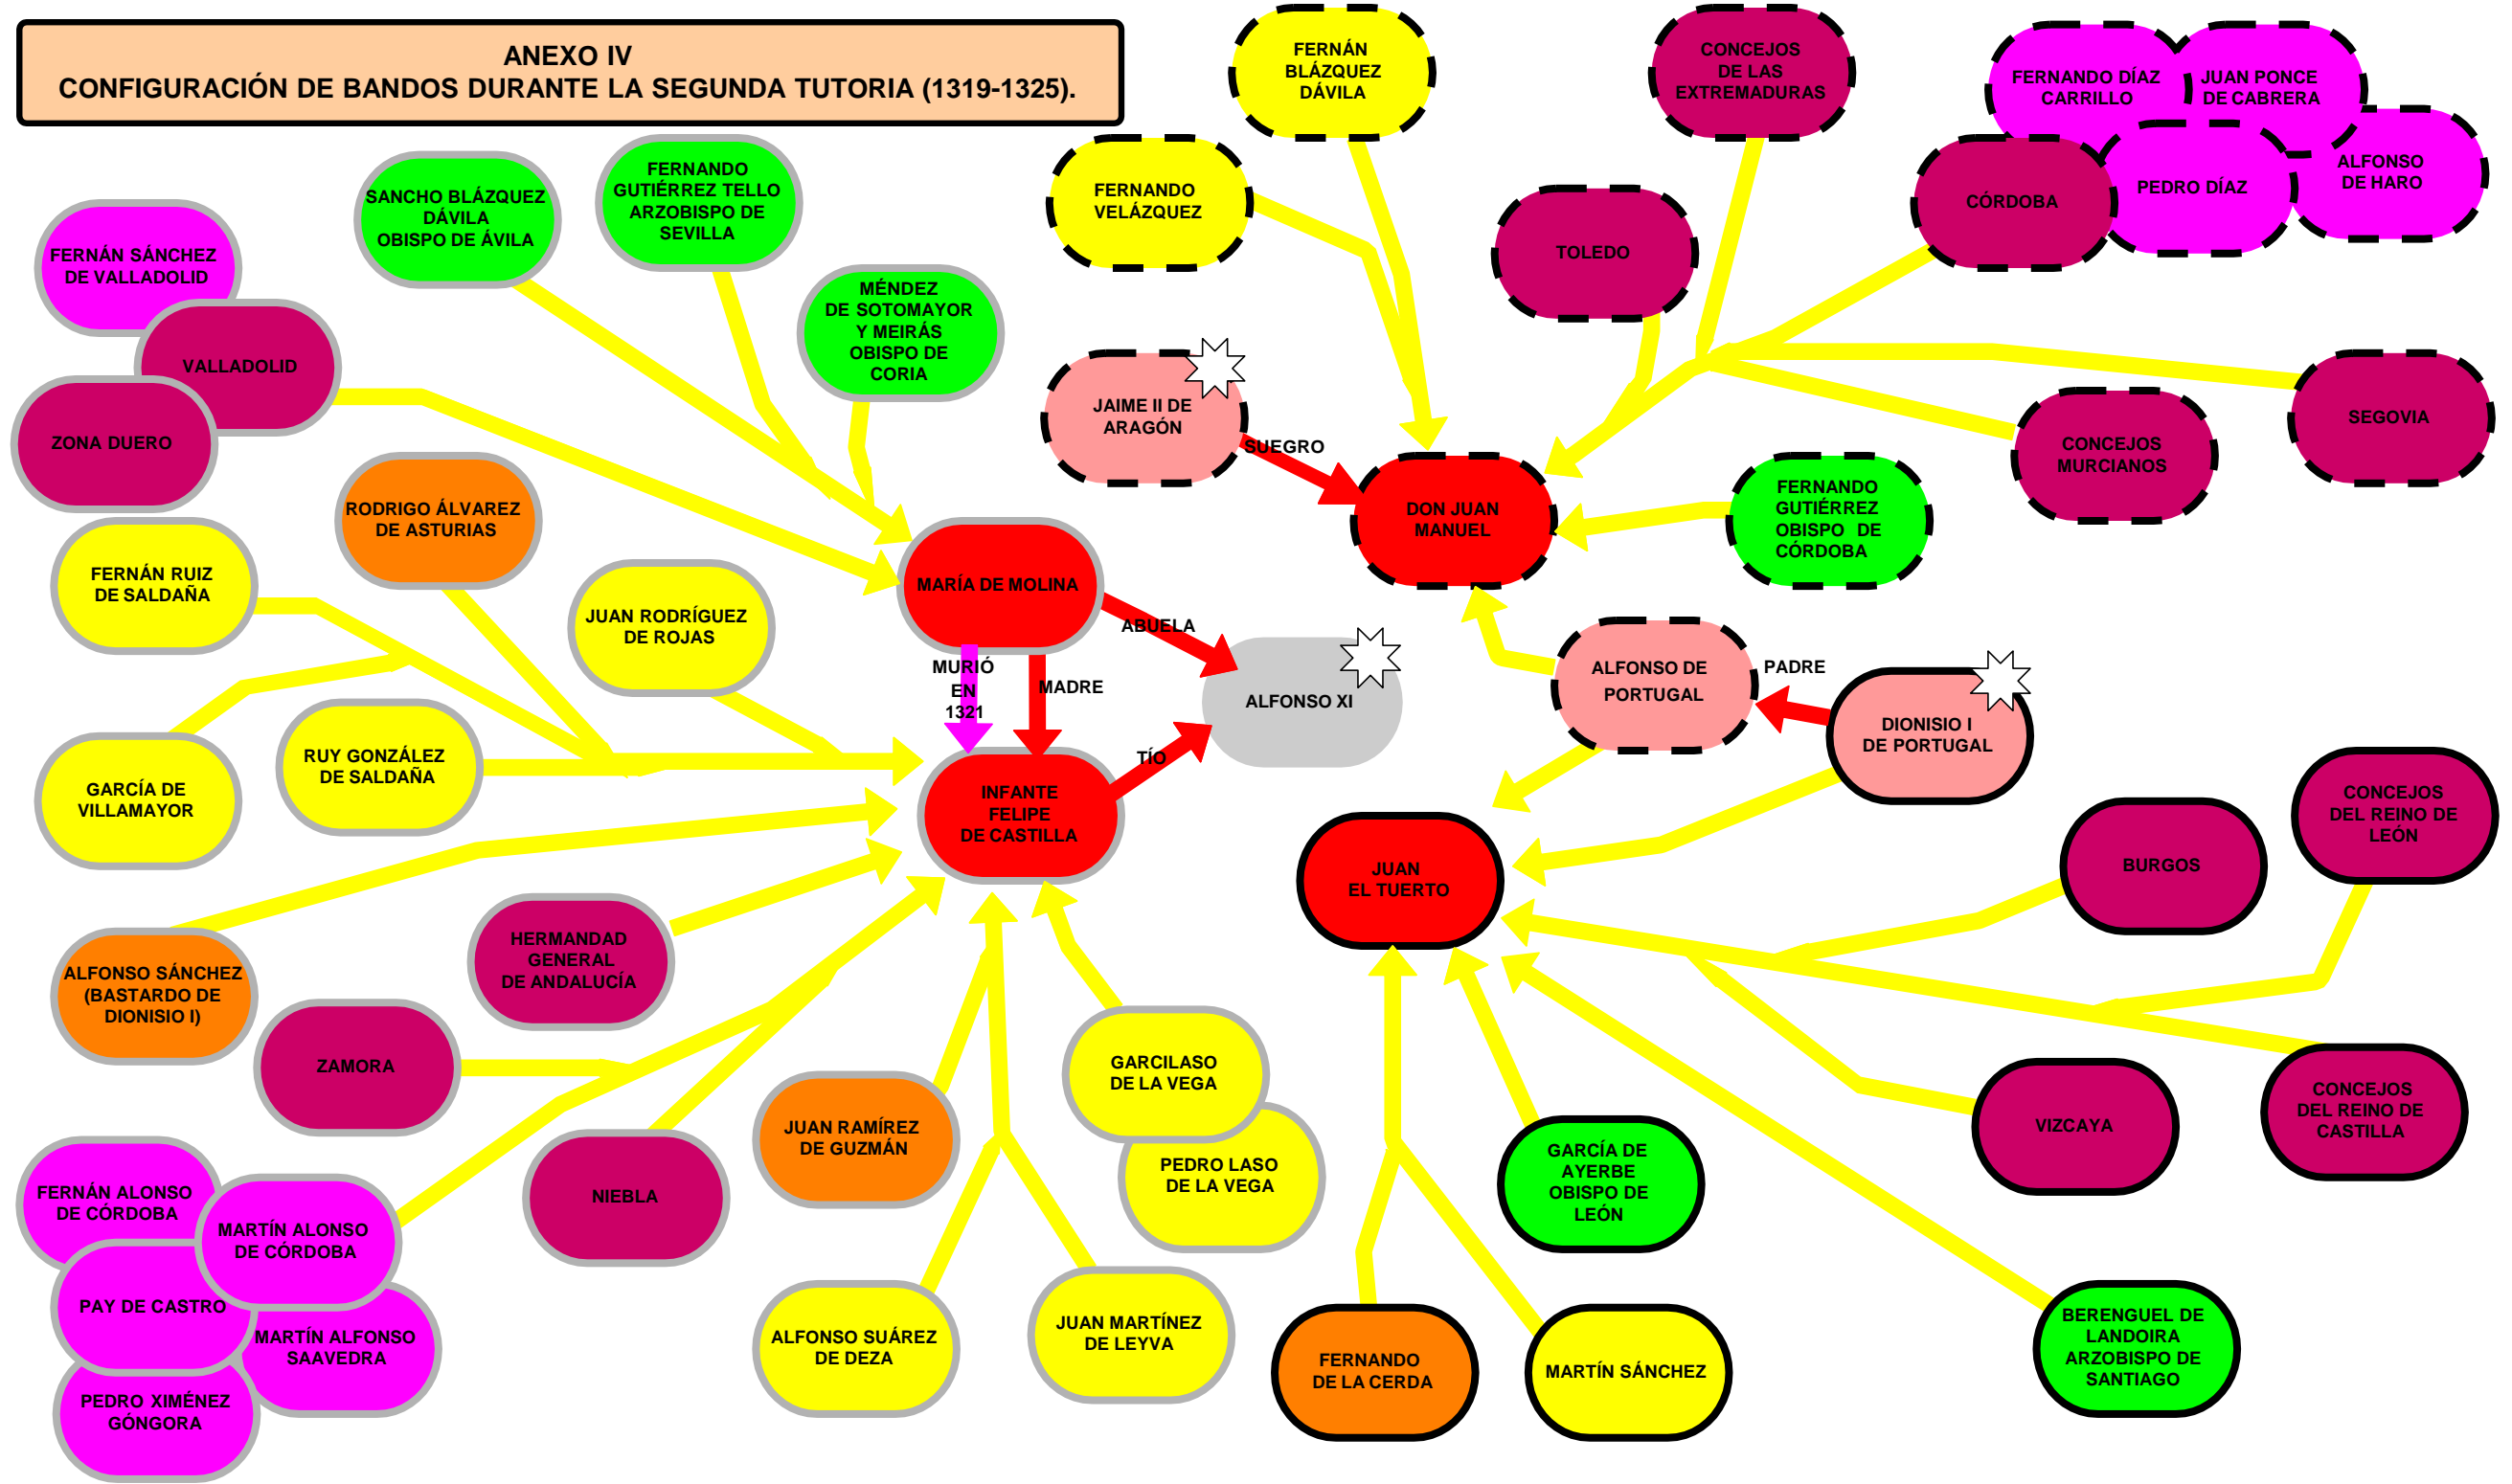 ANEXO IV
CONFIGURACIÓN DE BANDOS DURANTE LA SEGUNDA TUTORIA (1319-1325).
FERNÁN
BLÁZQUEZ
DÁVILA
CONCEJOS
DE LAS
EXTREMADURAS
FERNANDO DÍAZ
CARRILLO
JUAN PONCE
DE CABRERA
ALFONSO
DE HARO
PEDRO DÍAZ
CÓRDOBA
FERNANDO
VELÁZQUEZ
TOLEDO
SANCHO BLÁZQUEZ
DÁVILA
OBISPO DE ÁVILA
FERNANDO
GUTIÉRREZ TELLO
ARZOBISPO DE
SEVILLA
MÉNDEZ
DE SOTOMAYOR
Y MEIRÁS
OBISPO DE
CORIA
FERNÁN SÁNCHEZ
DE VALLADOLID
VALLADOLID
ZONA DUERO
JAIME II DE
ARAGÓN
SUEGRO
DON JUAN
MANUEL
CONCEJOS
MURCIANOS
SEGOVIA
FERNANDO
GUTIÉRREZ
OBISPO DE
CÓRDOBA
RODRIGO ÁLVAREZ
DE ASTURIAS
FERNÁN RUIZ
DE SALDAÑA
JUAN RODRÍGUEZ
DE ROJAS
MARÍA DE MOLINA
ABUELA
MURIÓ
EN
1321
MADRE
ALFONSO XI
TÍO
ALFONSO DE
PORTUGAL
PADRE
DIONISIO I
DE PORTUGAL
GARCÍA DE
VILLAMAYOR
RUY GONZÁLEZ
DE SALDAÑA
INFANTE
FELIPE
DE CASTILLA
JUAN
EL TUERTO
BURGOS
CONCEJOS
DEL REINO DE
LEÓN
ALFONSO SÁNCHEZ
(BASTARDO DE
DIONISIO I)
HERMANDAD
GENERAL
DE ANDALUCÍA
ZAMORA
NIEBLA
JUAN RAMÍREZ
DE GUZMÁN
GARCILASO
DE LA VEGA
PEDRO LASO
DE LA VEGA
GARCÍA DE
AYERBE
OBISPO DE
LEÓN
VIZCAYA
CONCEJOS
DEL REINO DE
CASTILLA
FERNÁN ALONSO
DE CÓRDOBA
MARTÍN ALONSO
DE CÓRDOBA
PAY DE CASTRO
MARTÍN ALFONSO
SAAVEDRA
PEDRO XIMÉNEZ
GÓNGORA
ALFONSO SUÁREZ
DE DEZA
JUAN MARTÍNEZ
DE LEYVA
FERNANDO
DE LA CERDA
MARTÍN SÁNCHEZ
BERENGUEL DE
LANDOIRA
ARZOBISPO DE
SANTIAGO